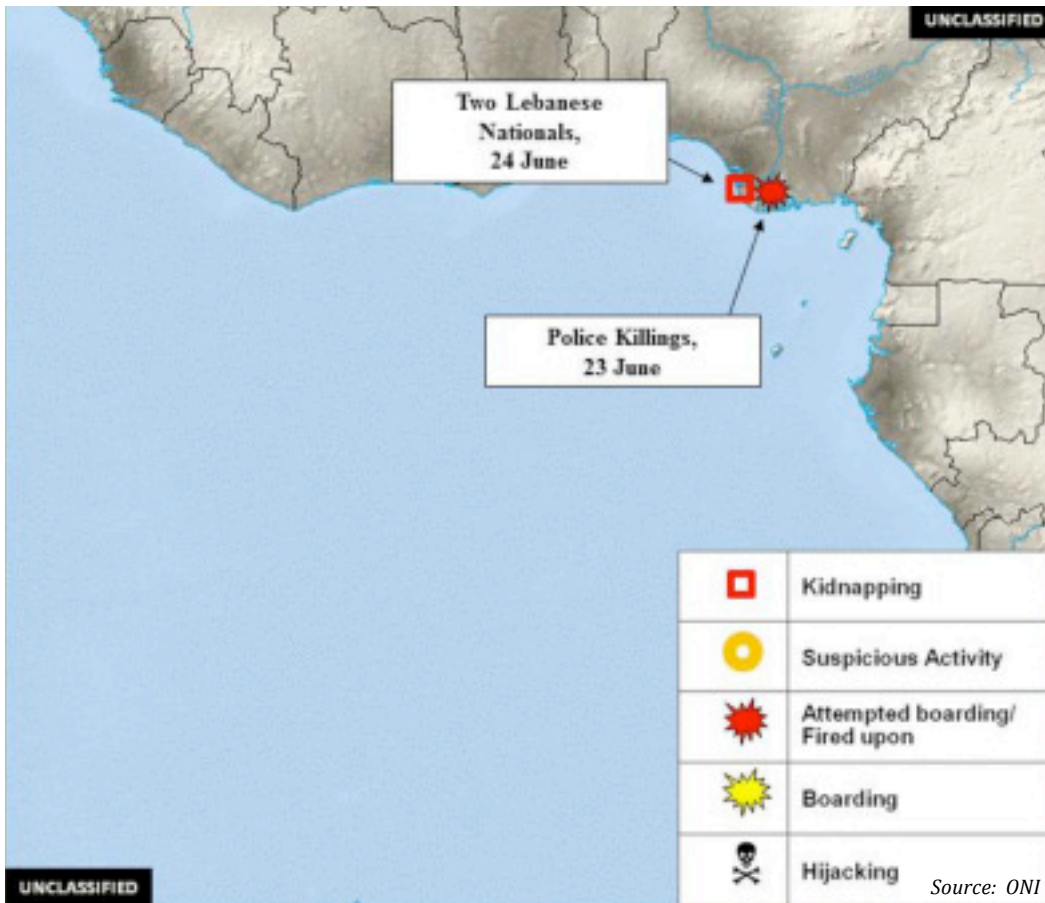 UNCLASSIFIED
Two Lebanese
Nationals,
24 June
Police Killings,
23 June
Kidnapping
Suspicious Activity
Attempted boarding/
Fired upon
Boarding
Hijacking
Source: ONI
UNCLASSIFIED